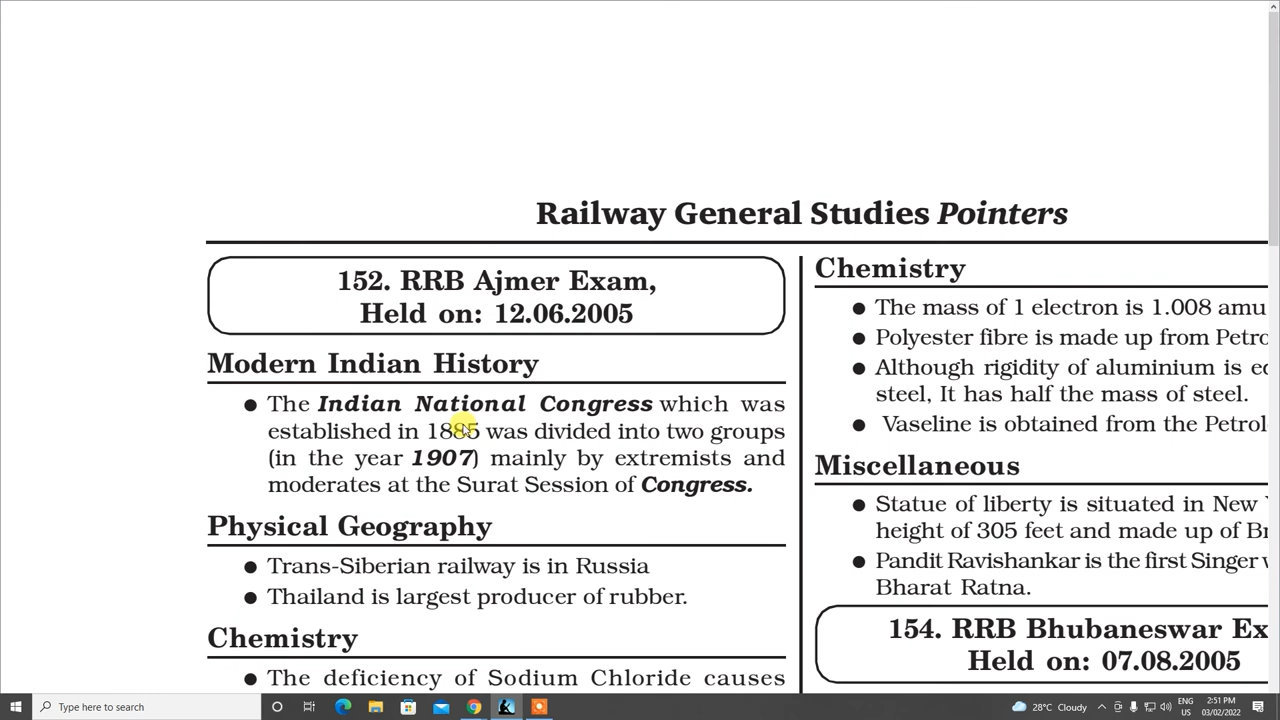 Railway General Studies Pointers
152. RRB Ajmer Exam,
Held on: 12.06.2005
Modern Indian History
● The Indian National Congress which was
established in 1885 was divided into two groups
(in the year 1907) mainly by extremists and
moderates at the Surat Session of Congress.
Physical Geography
● Trans-Siberian railway is in Russia
● Thailand is largest producer of rubber.
Chemistry
● The deficiency of Sodium Chloride causes
Chemistry
● The mass of 1 electron is 1.008 amu
● Polyester fibre is made up from
● Although rigidity of aluminium is
steel, It has half the mass of steel.
● Vaseline is obtained from the
Miscellaneous
● Statue of liberty is situated in New
height of 305 feet and made up of
● Pandit Ravishankar is the first Singer
Bharat Ratna.
154. RRB Bhubaneswar
Held on: 07.08.2005
Type here to search
28°C Cloudy
ENG
US
2:51 PM
03/02/2022